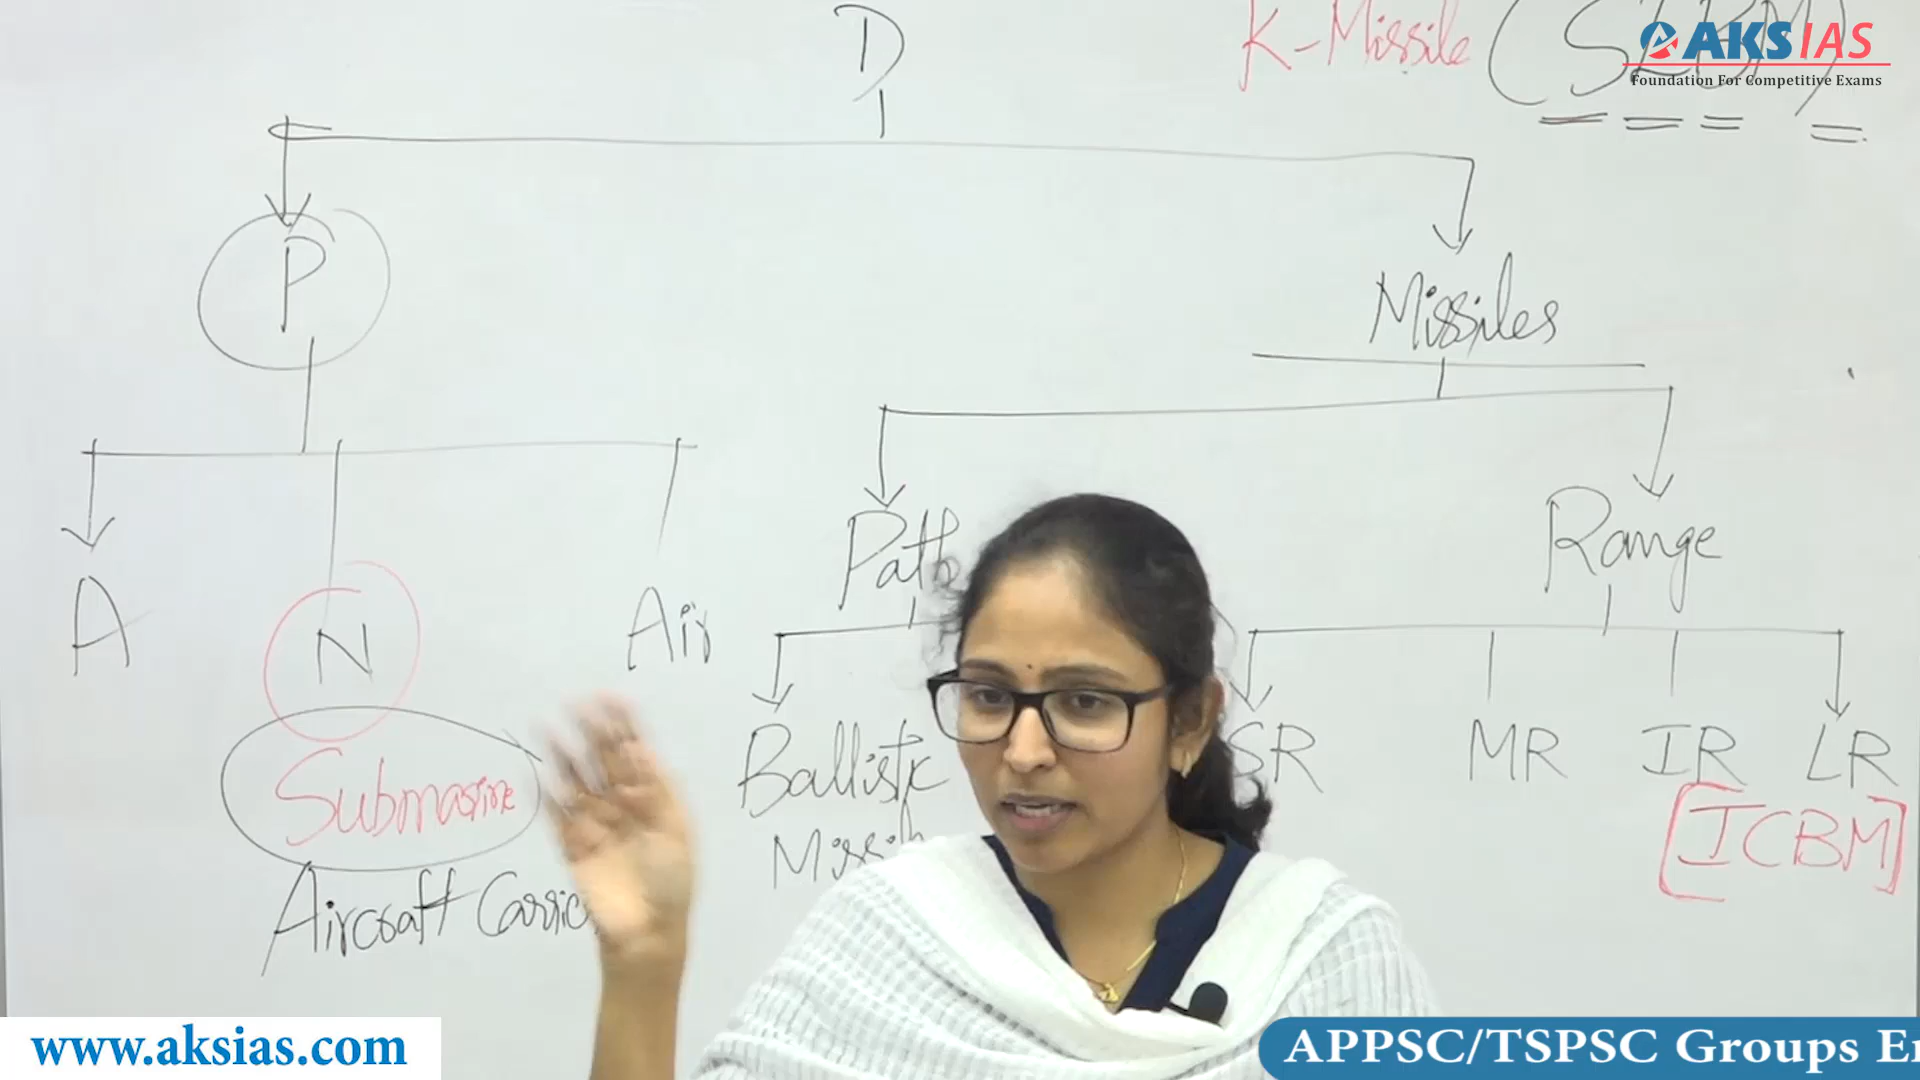 D
K-Missile (SLBM)
AKS IAS
Foundation For Competitive Exams
P
Missiles
Path
Range
A
N
Air
Submarine
Aircraft
Ballistic
SR
MR
IR
LR
[ICBM]
www.aksias.com
APPSC/TSPSC Groups